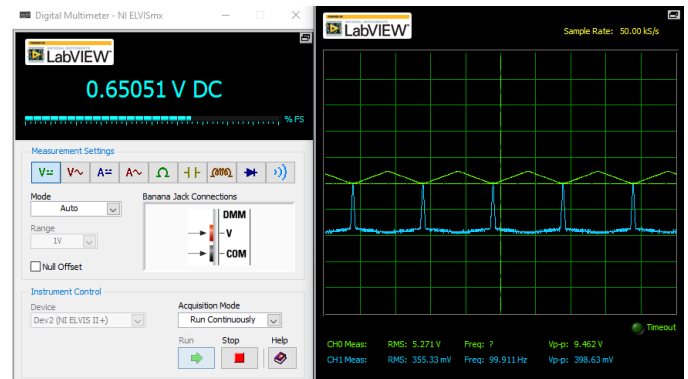 Digital Multimeter - NI ELVISmx
LabVIEW
0.65051 V DC
% FS
Measurement Settings
V= V~ A= A~ Ω
Mode
Auto
Banana Jack Connections
DMM
V
COM
Range
1V
Null Offset
Instrument Control
Device
Dev2 (NI ELVIS II+)
Acquisition Mode
Run Continuously
Run Stop Help
LabVIEW
Sample Rate: 50.00 kS/s
Timeout
CH0 Meas: RMS: 5.271 V Freq: ? Vp-p: 9.462 V
CH1 Meas: RMS: 355.33 mV Freq: 99.911 Hz Vp-p: 398.63 mV